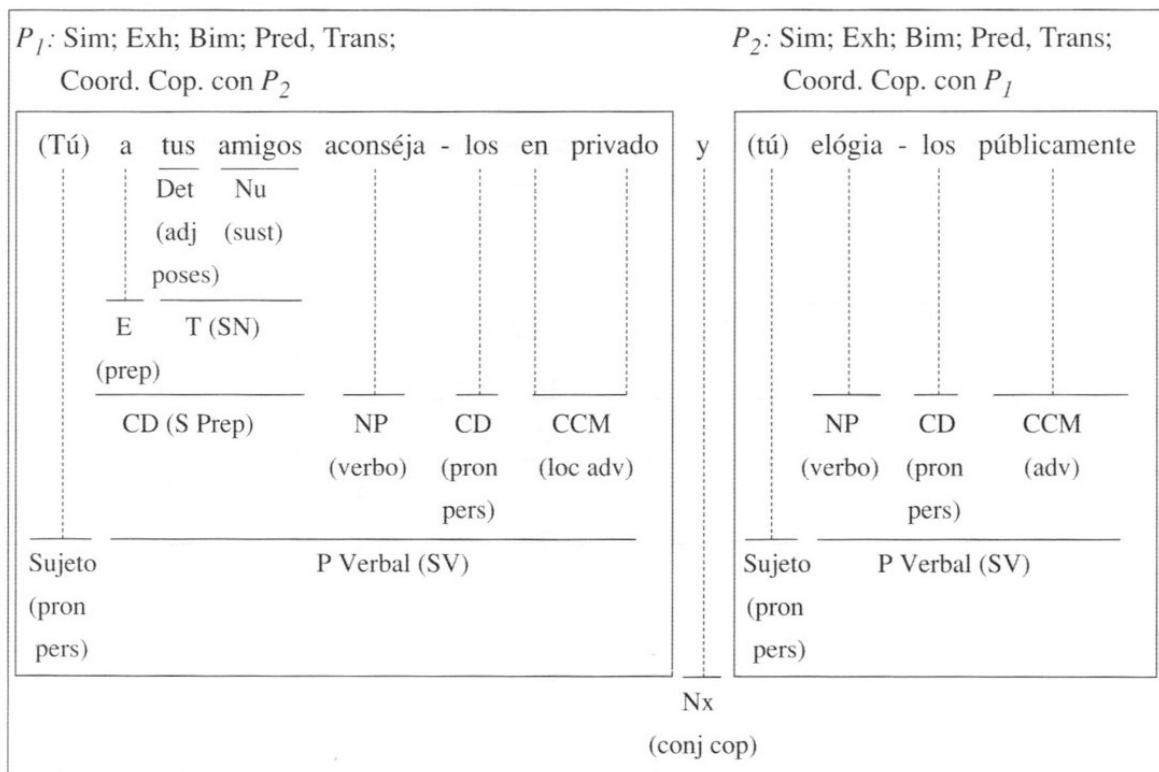 P1: Sim; Exh; Bim; Pred, Trans; P2: Sim; Exh; Bim; Pred, Trans;
Coord. Cop. con P2 Coord. Cop. con P1
(Tú) a tus amigos aconséja - los en privado y (tú) elógia - los públicamente
Det Nu
(adj (sust)
poses)
E T (SN)
(prep)
CD (S Prep) NP CD CCM NP CD CCM
(verbo) (pron (loc adv) (verbo) (pron (adv)
pers) pers)
Sujeto P Verbal (SV) Sujeto P Verbal (SV)
(pron (pron
pers) pers)
Nx
(conj cop)